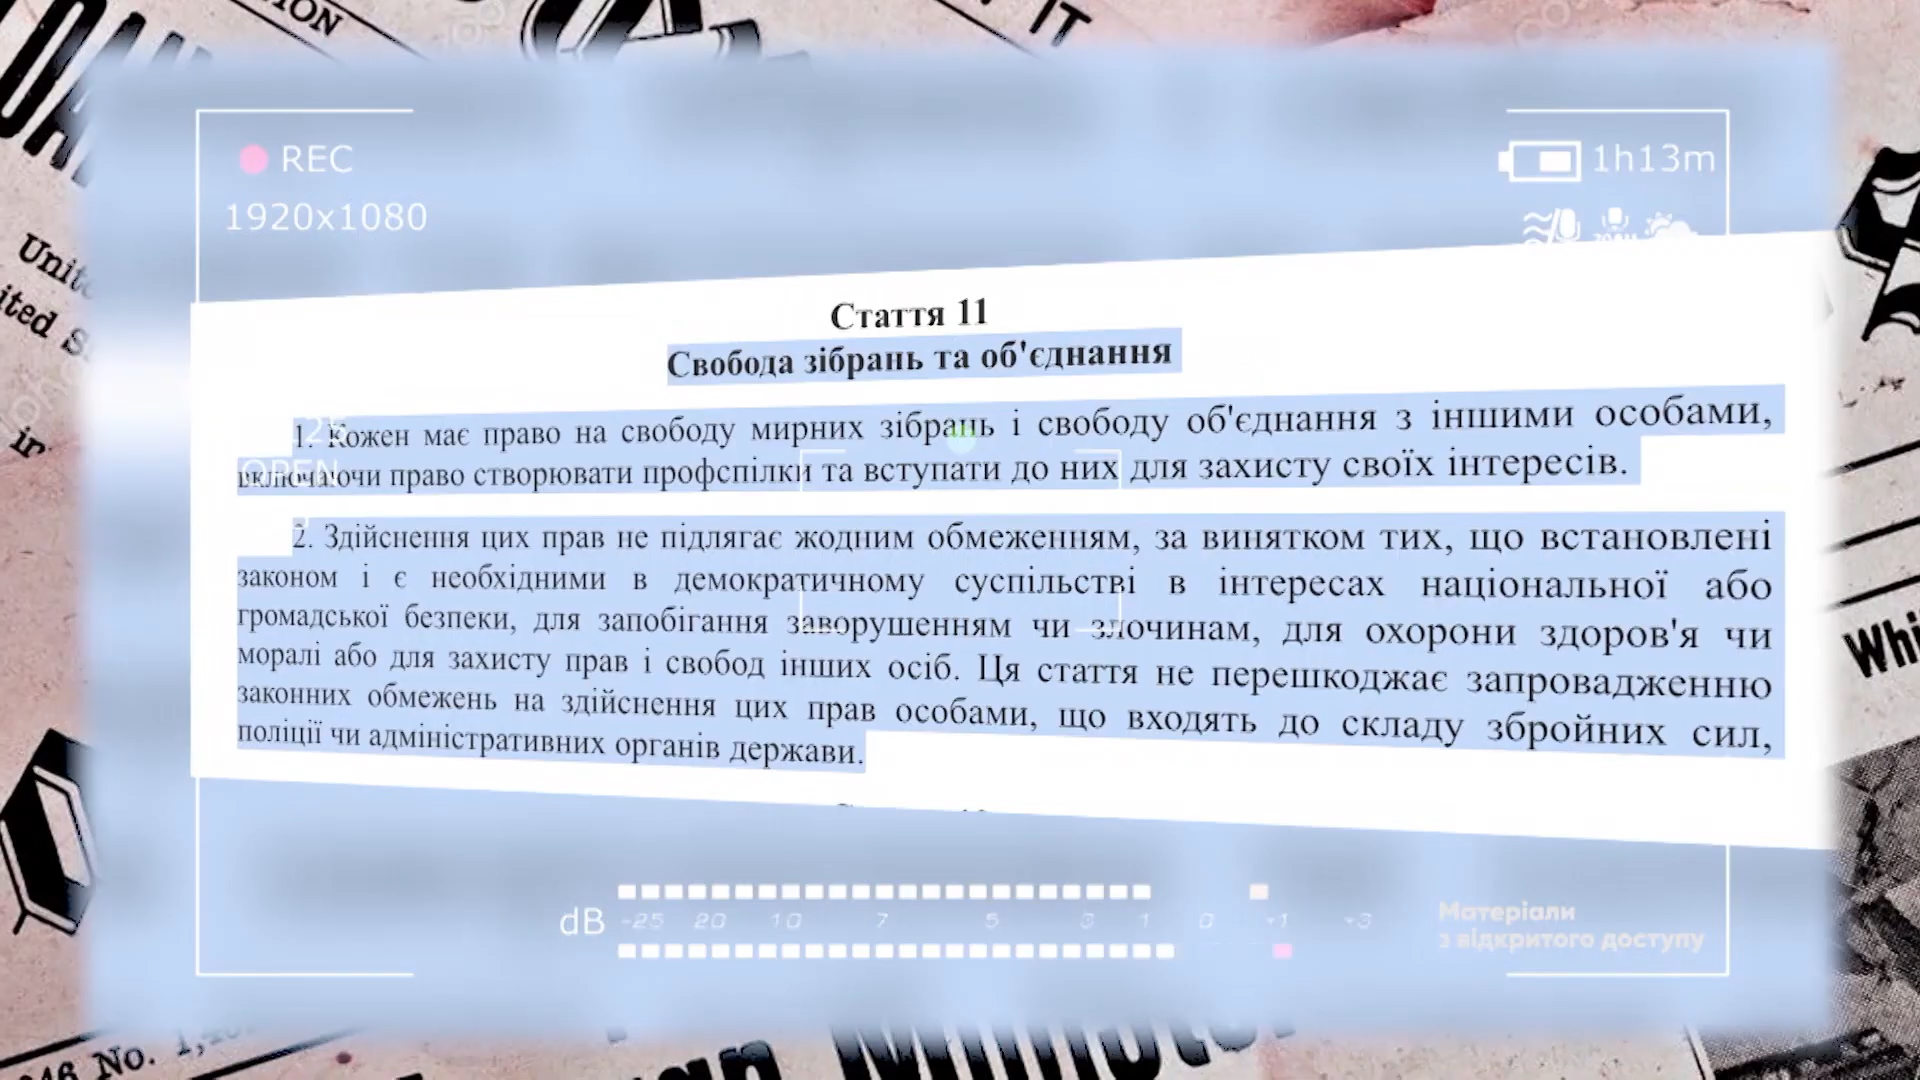 REC
1920x1080
1h13m
Стаття 11
Свобода зібрань та об'єднання
1. Кожен має право на свободу мирних зібрань і свободу об'єднання з іншими особами,
включаючи право створювати профспілки та вступати до них для захисту своїх інтересів.
OPEN
2. Здійснення цих прав не підлягає жодним обмеженням, за винятком тих, що встановлені
законом і є необхідними в демократичному суспільстві в інтересах національної або
громадської безпеки, для запобігання заворушенням чи злочинам, для охорони здоров'я чи
моралі або для захисту прав і свобод інших осіб. Ця стаття не перешкоджає запровадженню
законних обмежень на здійснення цих прав особами, що входять до складу збройних сил,
поліції чи адміністративних органів держави.
dB -25 20 10 7 5 3 1 0 +1 +3
Матеріали
з відкритого доступу
No.